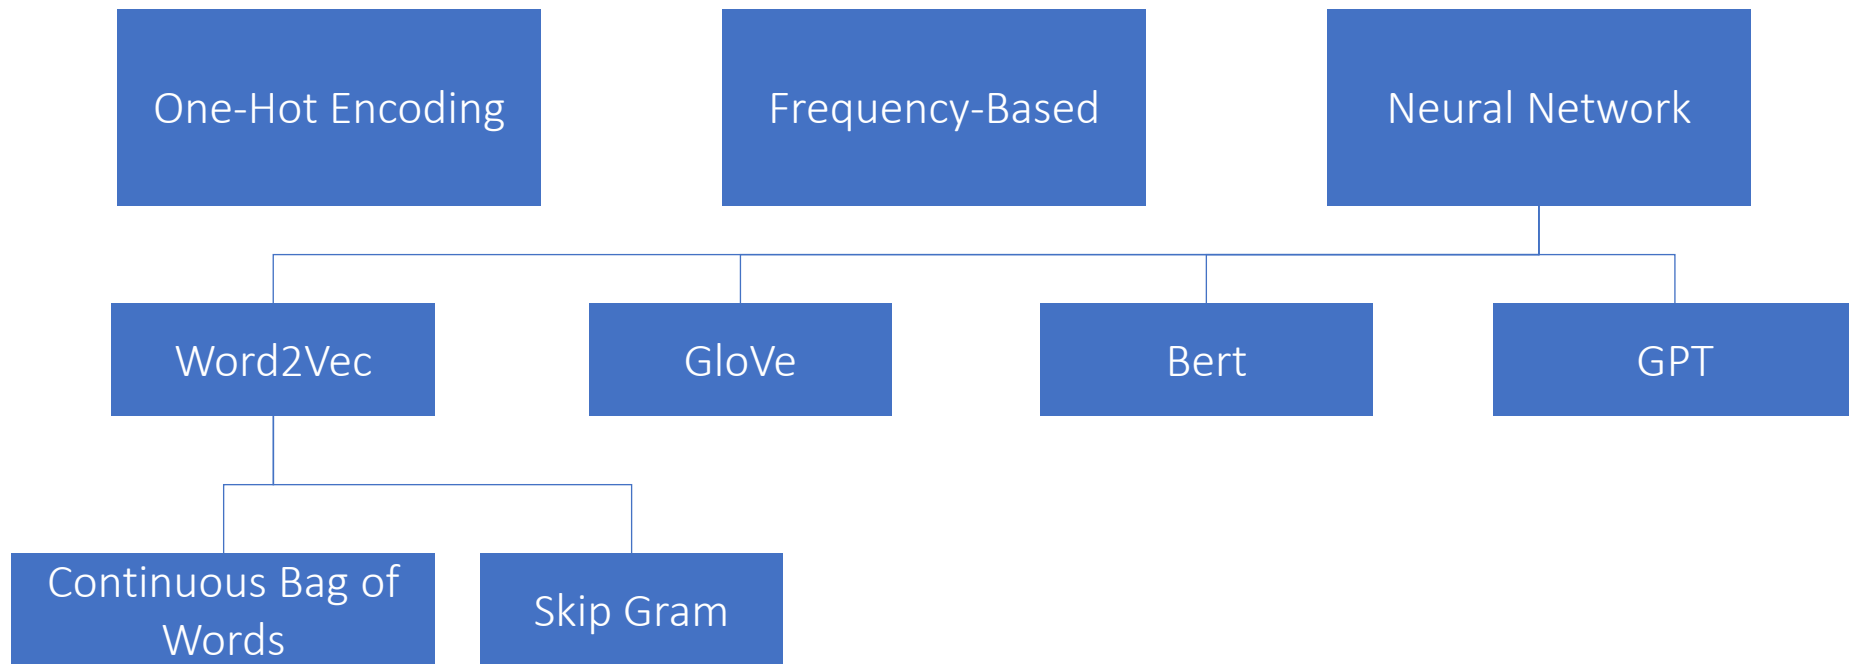 One-Hot Encoding
Frequency-Based
Neural Network
Word2Vec
GloVe
Bert
GPT
Continuous Bag of
Words
Skip Gram